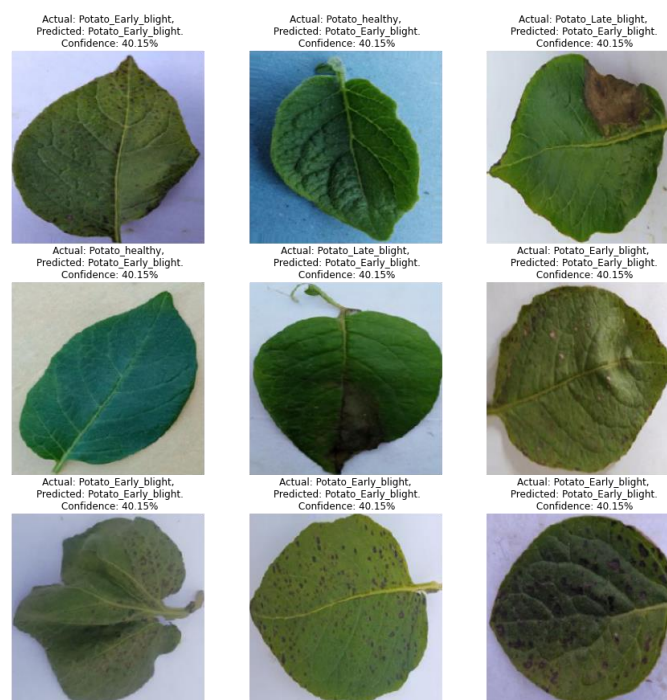 Actual: Potato_Early_blight,
Predicted: Potato_Early_blight.
Confidence: 40.15%
Actual: Potato_healthy,
Predicted: Potato_Early_blight.
Confidence: 40.15%
Actual: Potato_Late_blight,
Predicted: Potato_Early_blight.
Confidence: 40.15%
Actual: Potato_healthy,
Predicted: Potato_Early_blight.
Confidence: 40.15%
Actual: Potato_Late_blight,
Predicted: Potato_Early_blight.
Confidence: 40.15%
Actual: Potato_Early_blight,
Predicted: Potato_Early_blight.
Confidence: 40.15%
Actual: Potato_Early_blight,
Predicted: Potato_Early_blight.
Confidence: 40.15%
Actual: Potato_Early_blight,
Predicted: Potato_Early_blight.
Confidence: 40.15%
Actual: Potato_Early_blight,
Predicted: Potato_Early_blight.
Confidence: 40.15%